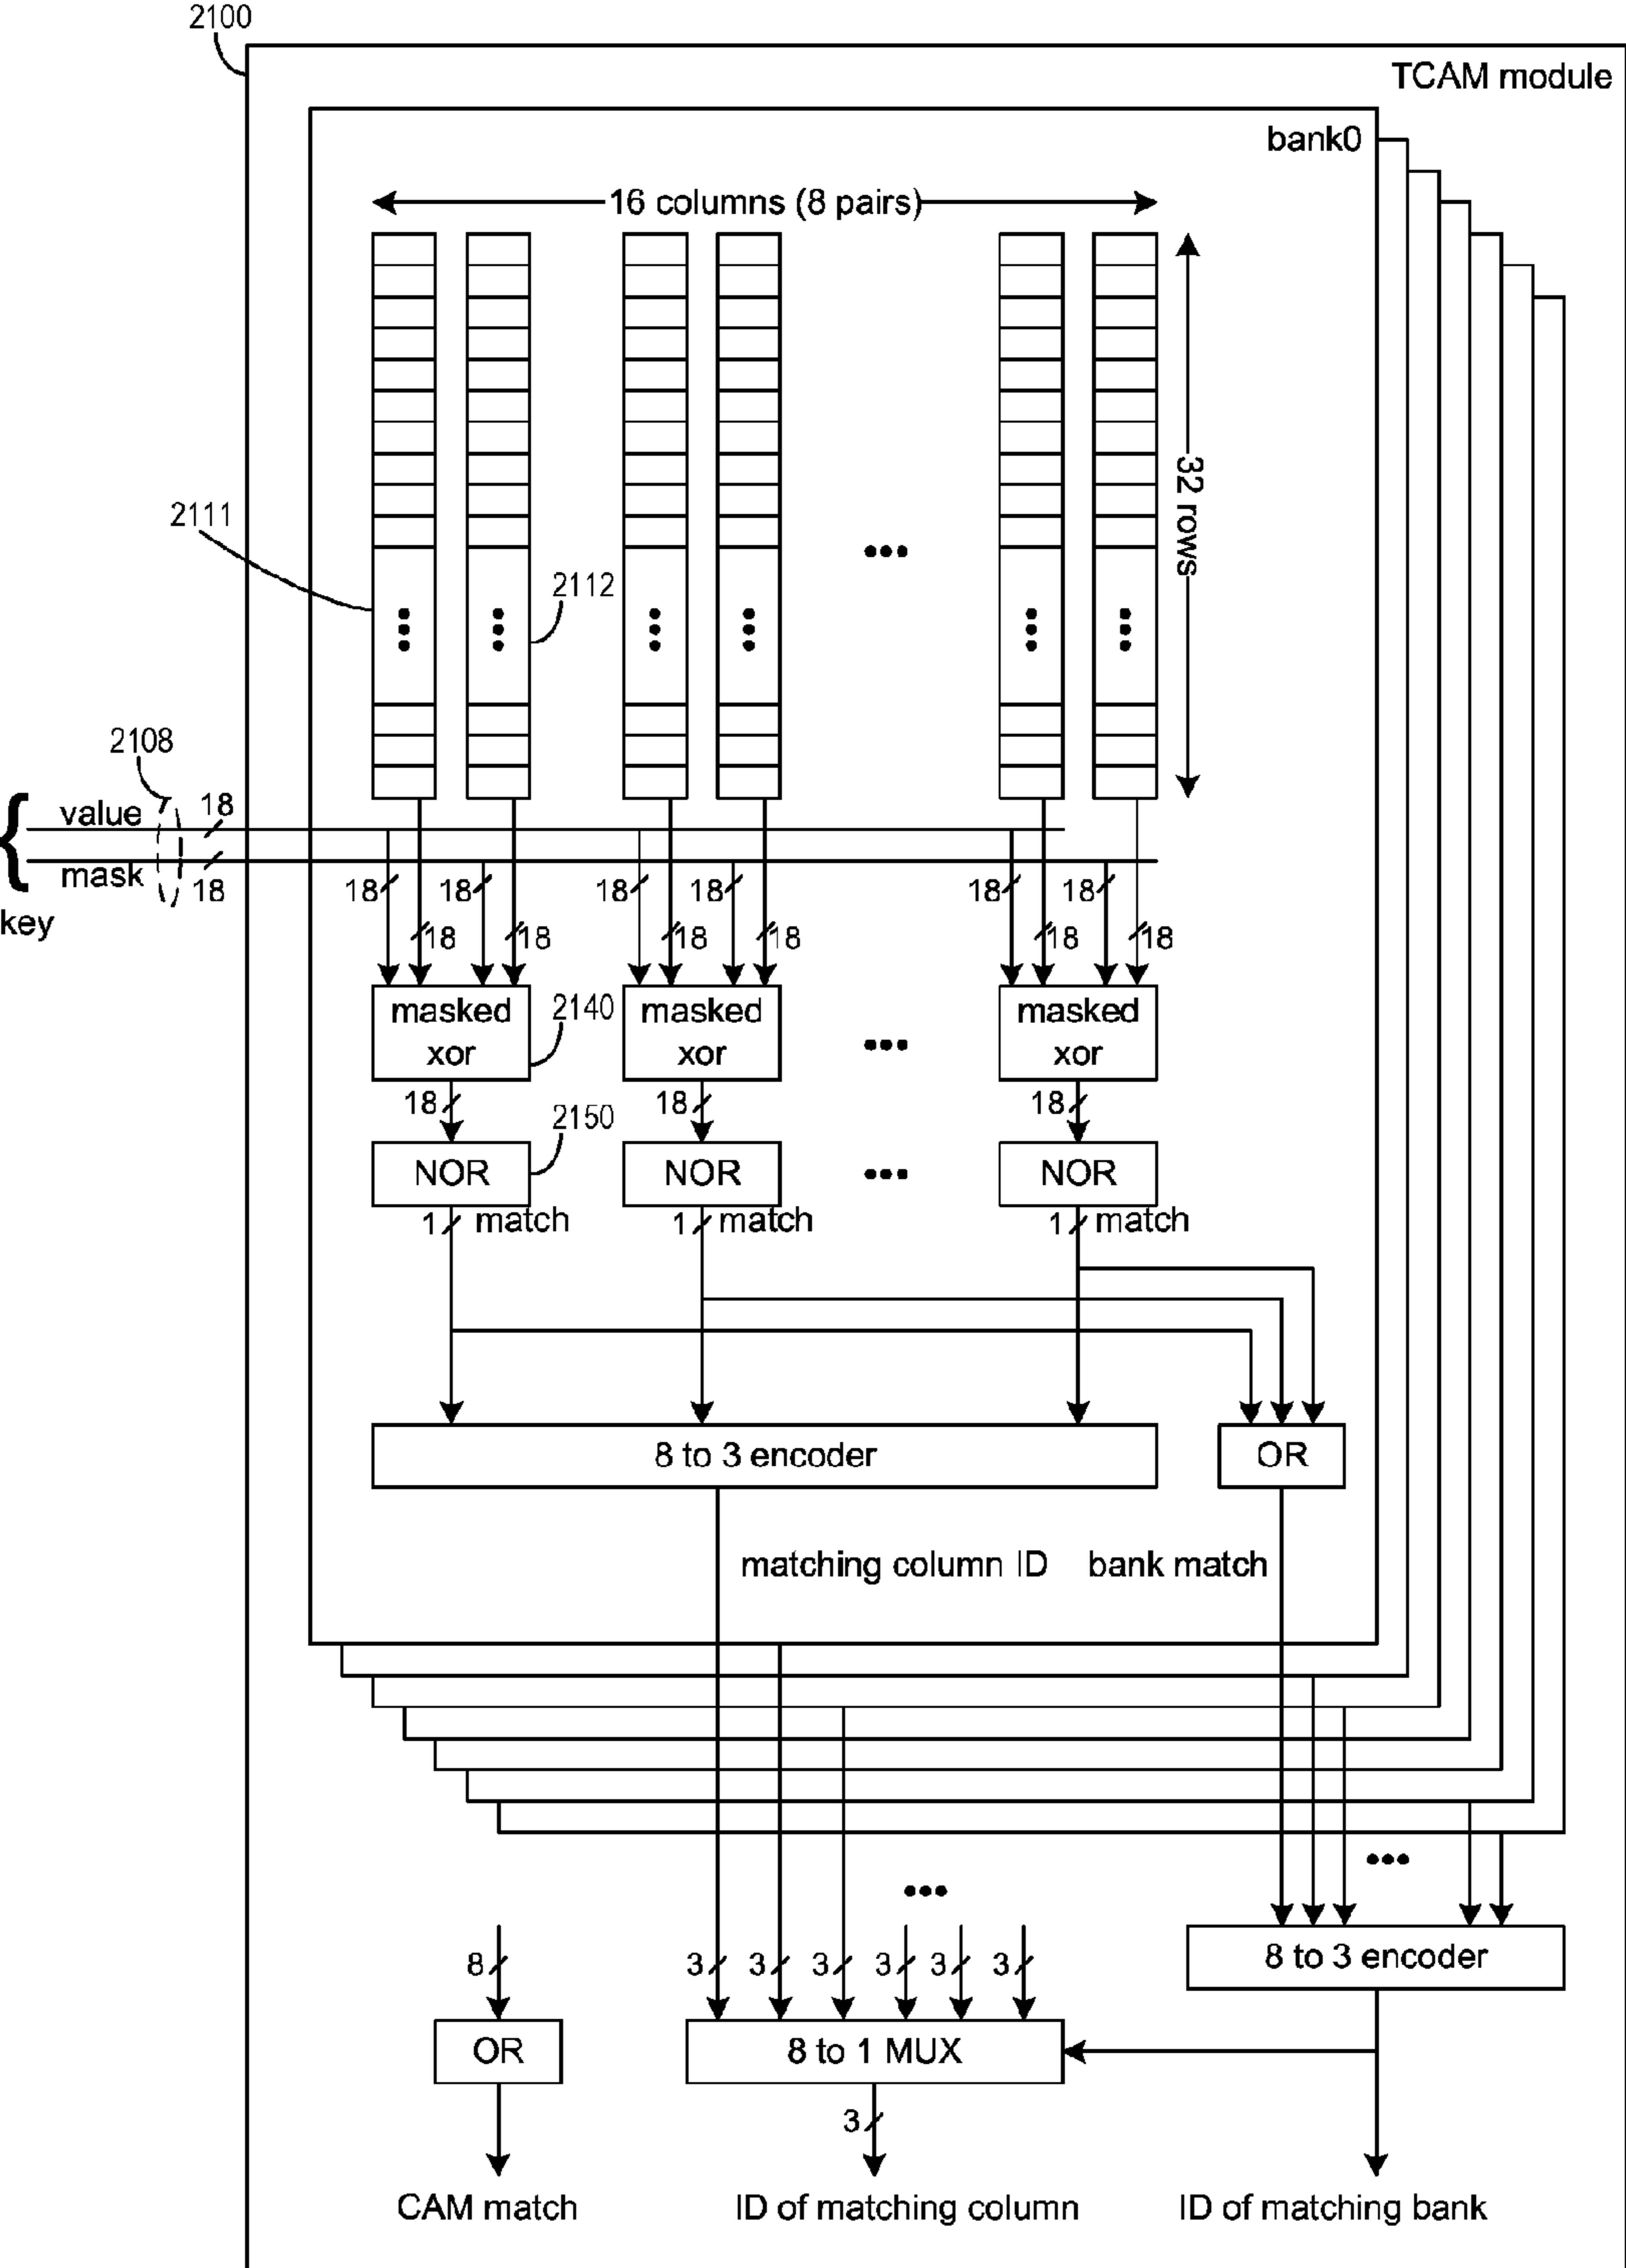 2100
TCAM module
bank0
16 columns (8 pairs)
32 rows
2111
2112
2108
value 18
mask 18
key
18 18 18 18 18 18
18 18 18 18 18 18
masked xor
masked xor
masked xor
2140
18 18 18
2150
NOR NOR NOR
1 match 1 match 1 match
8 to 3 encoder OR
matching column ID bank match
8 to 3 encoder
8 3 3 3 3 3 3
OR 8 to 1 MUX
3
CAM match ID of matching column ID of matching bank